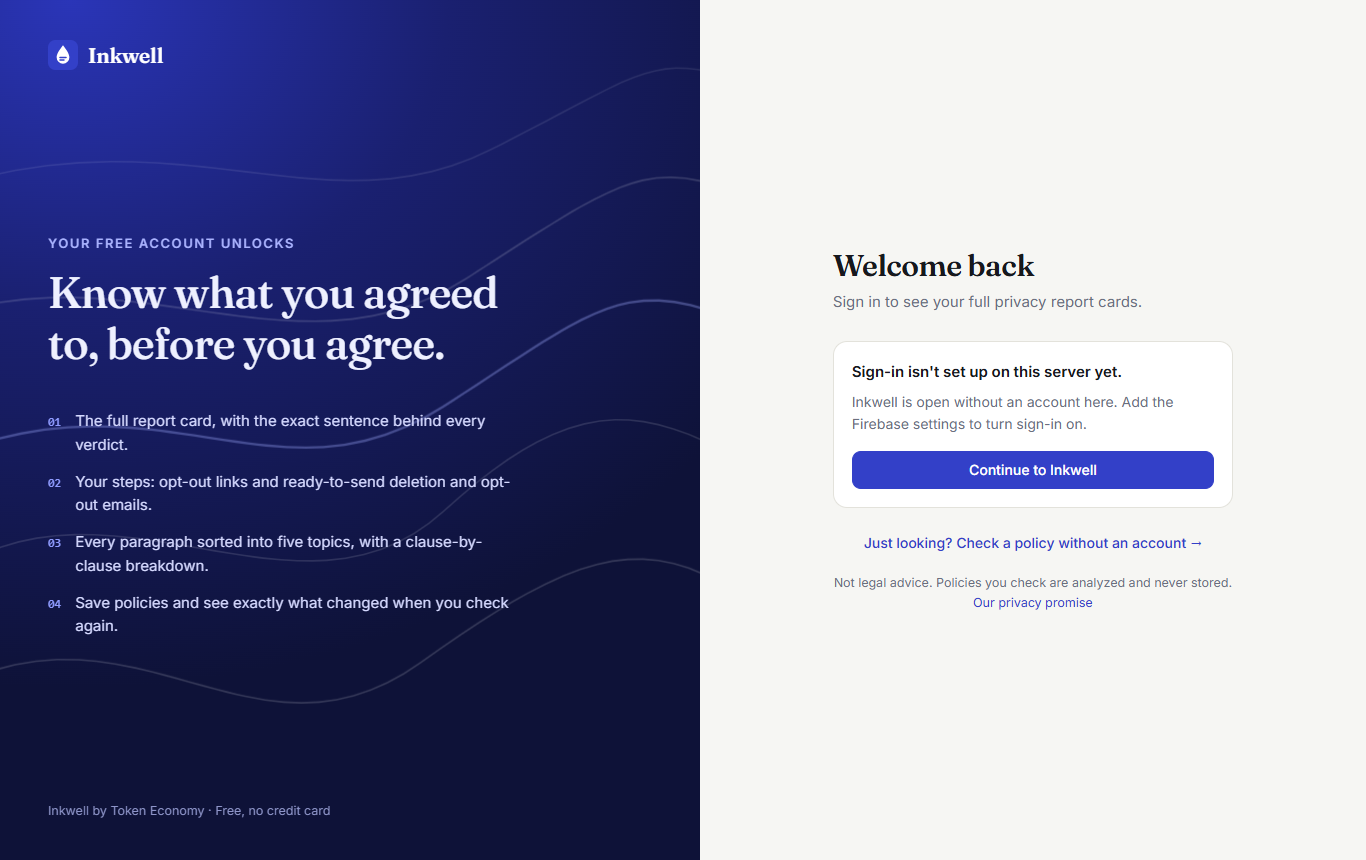 Inkwell
YOUR FREE ACCOUNT UNLOCKS
Know what you agreed
to, before you agree.
01 The full report card, with the exact sentence behind every
verdict.
02 Your steps: opt-out links and ready-to-send deletion and opt-
out emails.
03 Every paragraph sorted into five topics, with a clause-by-
clause breakdown.
04 Save policies and see exactly what changed when you check
again.
Inkwell by Token Economy · Free, no credit card
Welcome back
Sign in to see your full privacy report cards.
Sign-in isn't set up on this server yet.
Inkwell is open without an account here. Add the
Firebase settings to turn sign-in on.
Continue to Inkwell
Just looking? Check a policy without an account →
Not legal advice. Policies you check are analyzed and never stored.
Our privacy promise